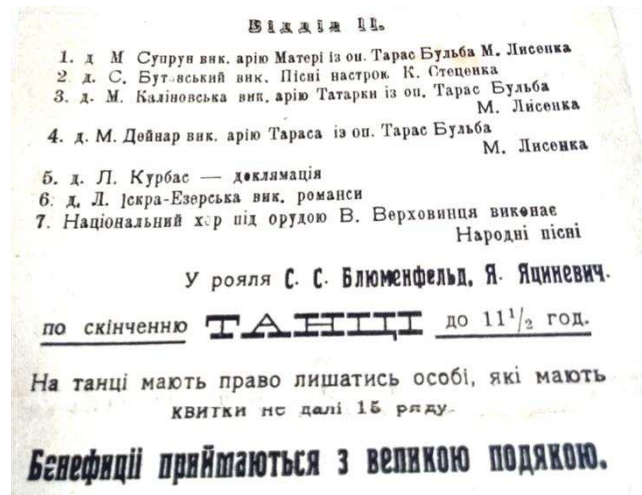 Відділ II.
1. д М Супрун вик. арію Матері із оп. Тарас Бульба М. Лисенка
2 д. С. Бутовський вик. Пісні настрою К. Стеценка
3. д. М. Каліновська вик. арію Татарки із оп. Тарас Бульба
М. Лисенка
4. д. М. Дейнар вик. арію Тараса із оп. Тарас Бульба
М. Лисенка
5. д. Л. Курбас — деклямація
6. д. Л. Іскра-Езерська вик. романси
7. Національний хор під орудою В. Верховинця виконає
Народні пісні
У рояля С. С. Блюменфельд, Я. Яциневич.
по скінченню ТАНЦІ до 11 1/2 год.
На танці мають право лишатись особі, які мають
квитки не далі 15 ряду.
Бенефиції приймаються з великою подякою.